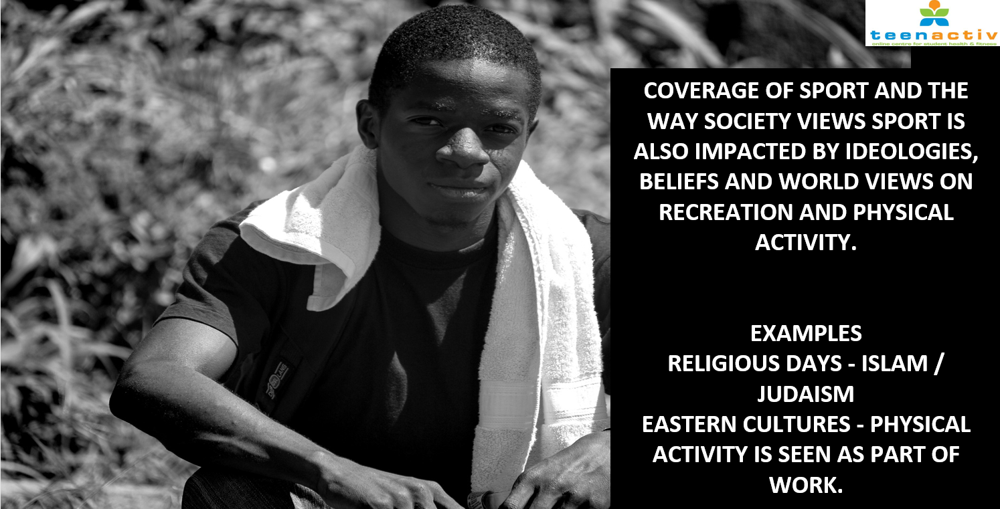 teenactiv
online centre for student health & fitness
COVERAGE OF SPORT AND THE
WAY SOCIETY VIEWS SPORT IS
ALSO IMPACTED BY IDEOLOGIES,
BELIEFS AND WORLD VIEWS ON
RECREATION AND PHYSICAL
ACTIVITY.
EXAMPLES
RELIGIOUS DAYS - ISLAM /
JUDAISM
EASTERN CULTURES - PHYSICAL
ACTIVITY IS SEEN AS PART OF
WORK.